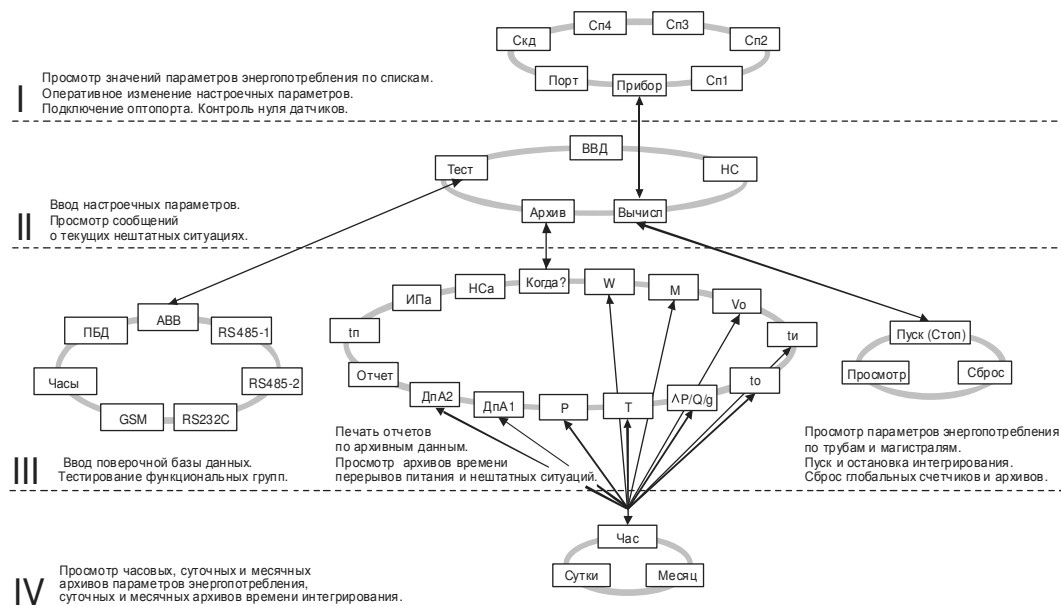 Сп4
Сп3
Скд
Сп2
Порт
Прибор
Сп1
I
Просмотр значений параметров энергопотребления по спискам.
Оперативное изменение настроечных параметров.
Подключение оптопорта. Контроль нуля датчиков.
ВВД
Тест
НС
Архив
Вычисл
II
Ввод настроечных параметров.
Просмотр сообщений
о текущих нештатных ситуациях.
Когда?
W
M
НСа
ИПа
Vo
tп
tи
Отчет
to
ДпА2
ДпА1
P
T
ΛP/Q/g
АВВ
ПБД
RS485-1
Часы
RS485-2
GSM
RS232C
Пуск (Стоп)
Просмотр
Сброс
III
Ввод поверочной базы данных.
Тестирование функциональных групп.
Печать отчетов
по архивным данным.
Просмотр архивов времени
перерывов питания и нештатных ситуаций.
Просмотр параметров энергопотребления
по трубам и магистралям.
Пуск и остановка интегрирования.
Сброс глобальных счетчиков и архивов.
Час
Сутки
Месяц
IV
Просмотр часовых, суточных и месячных
архивов параметров энергопотребления,
суточных и месячных архивов времени интегрирования.